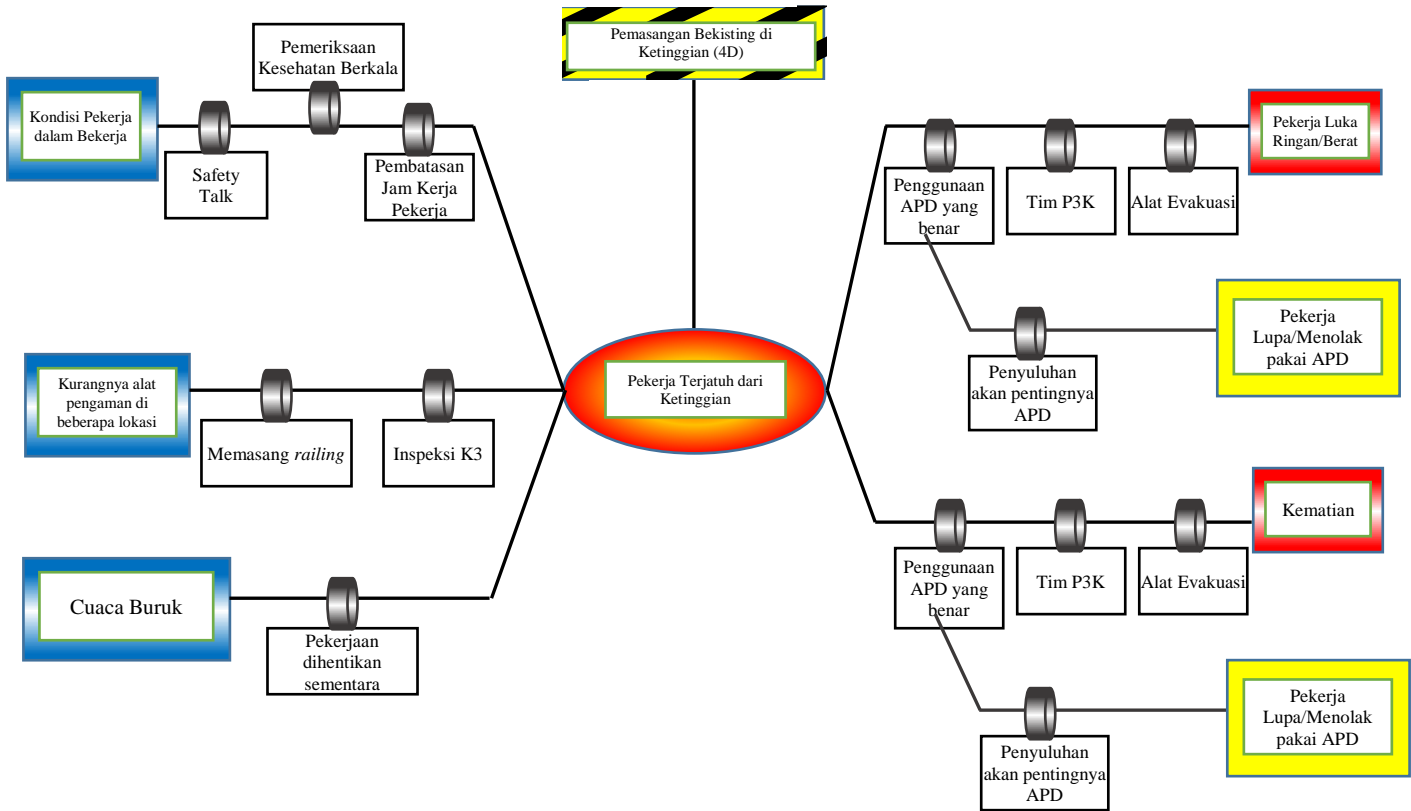 Pemasangan Bekisting di
Ketinggian (4D)
Pemeriksaan
Kesehatan Berkala
Kondisi Pekerja
dalam Bekerja
Safety
Talk
Pembatasan
Jam Kerja
Pekerja
Kurangnya alat
pengaman di
beberapa lokasi
Memasang railing
Inspeksi K3
Cuaca Buruk
Pekerjaan
dihentikan
sementara
Pekerja Terjatuh dari
Ketinggian
Pekerja Luka
Ringan/Berat
Penggunaan
APD yang
benar
Tim P3K
Alat Evakuasi
Pekerja
Lupa/Menolak
pakai APD
Penyuluhan
akan pentingnya
APD
Kematian
Penggunaan
APD yang
benar
Tim P3K
Alat Evakuasi
Pekerja
Lupa/Menolak
pakai APD
Penyuluhan
akan pentingnya
APD